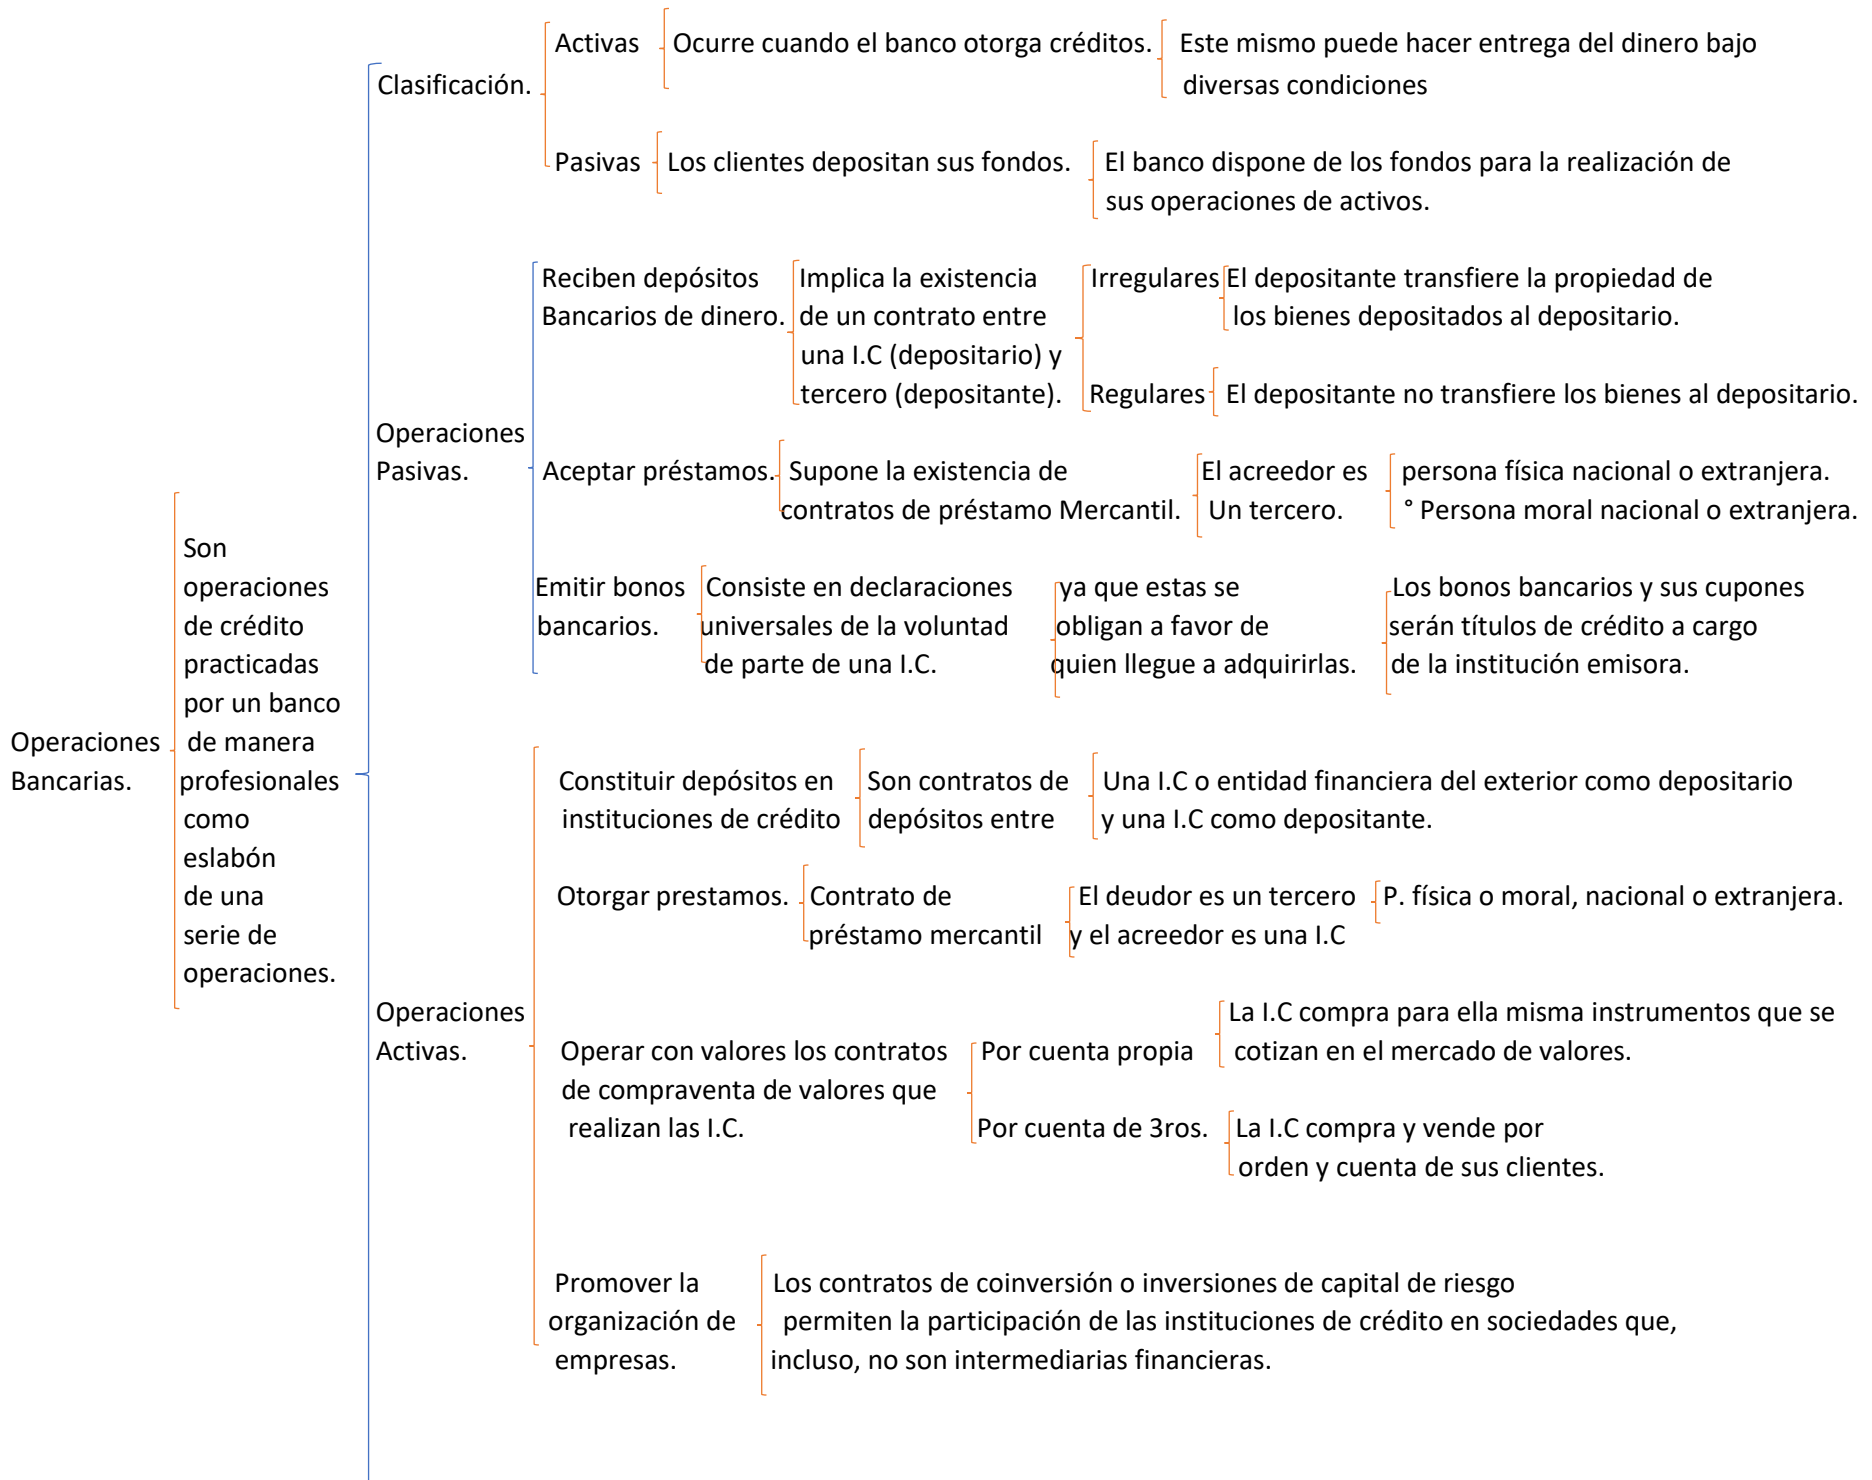 Operaciones
Bancarias.
Son
operaciones
de crédito
practicadas
por un banco
de manera
profesionales
como
eslabón
de una
serie de
operaciones.
Clasificación.
Activas
Ocurre cuando el banco otorga créditos.
Este mismo puede hacer entrega del dinero bajo
diversas condiciones
Pasivas
Los clientes depositan sus fondos.
El banco dispone de los fondos para la realización de
sus operaciones de activos.
Operaciones
Pasivas.
Reciben depósitos
Bancarios de dinero.
Implica la existencia
de un contrato entre
una I.C (depositario) y
tercero (depositante).
Irregulares
El depositante transfiere la propiedad de
los bienes depositados al depositario.
Regulares
El depositante no transfiere los bienes al depositario.
Aceptar préstamos.
Supone la existencia de
contratos de préstamo Mercantil.
El acreedor es
Un tercero.
persona física nacional o extranjera.
° Persona moral nacional o extranjera.
Emitir bonos
bancarios.
Consiste en declaraciones
universales de la voluntad
de parte de una I.C.
ya que estas se
obligan a favor de
quien llegue a adquirirlas.
Los bonos bancarios y sus cupones
serán títulos de crédito a cargo
de la institución emisora.
Operaciones
Activas.
Constituir depósitos en
instituciones de crédito
Son contratos de
depósitos entre
Una I.C o entidad financiera del exterior como depositario
y una I.C como depositante.
Otorgar prestamos.
Contrato de
préstamo mercantil
El deudor es un tercero
y el acreedor es una I.C
P. física o moral, nacional o extranjera.
Operar con valores los contratos
de compraventa de valores que
realizan las I.C.
Por cuenta propia
La I.C compra para ella misma instrumentos que se
cotizan en el mercado de valores.
Por cuenta de 3ros.
La I.C compra y vende por
orden y cuenta de sus clientes.
Promover la
organización de
empresas.
Los contratos de coinversión o inversiones de capital de riesgo
permiten la participación de las instituciones de crédito en sociedades que,
incluso, no son intermediarias financieras.